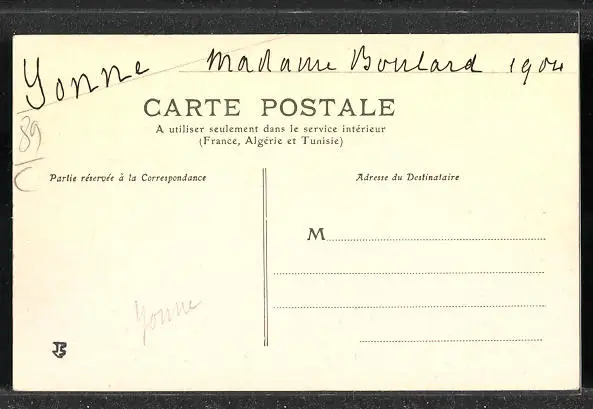 Yonne Madame Boulard 1904
89
CARTE POSTALE
A utiliser seulement dans le service intérieur
(France, Algérie et Tunisie)
Partie réservée à la Correspondance
Adresse du Destinataire
M
Yonne